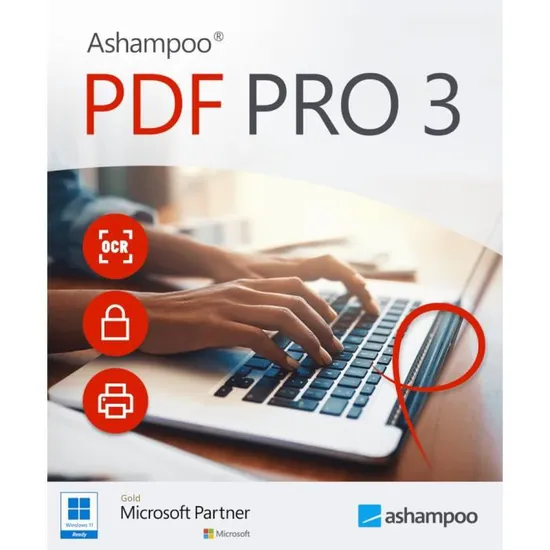 Ashampoo®
PDF PRO 3
OCR
Gold
Microsoft Partner
Microsoft
Windows 11
Ready
ashampoo